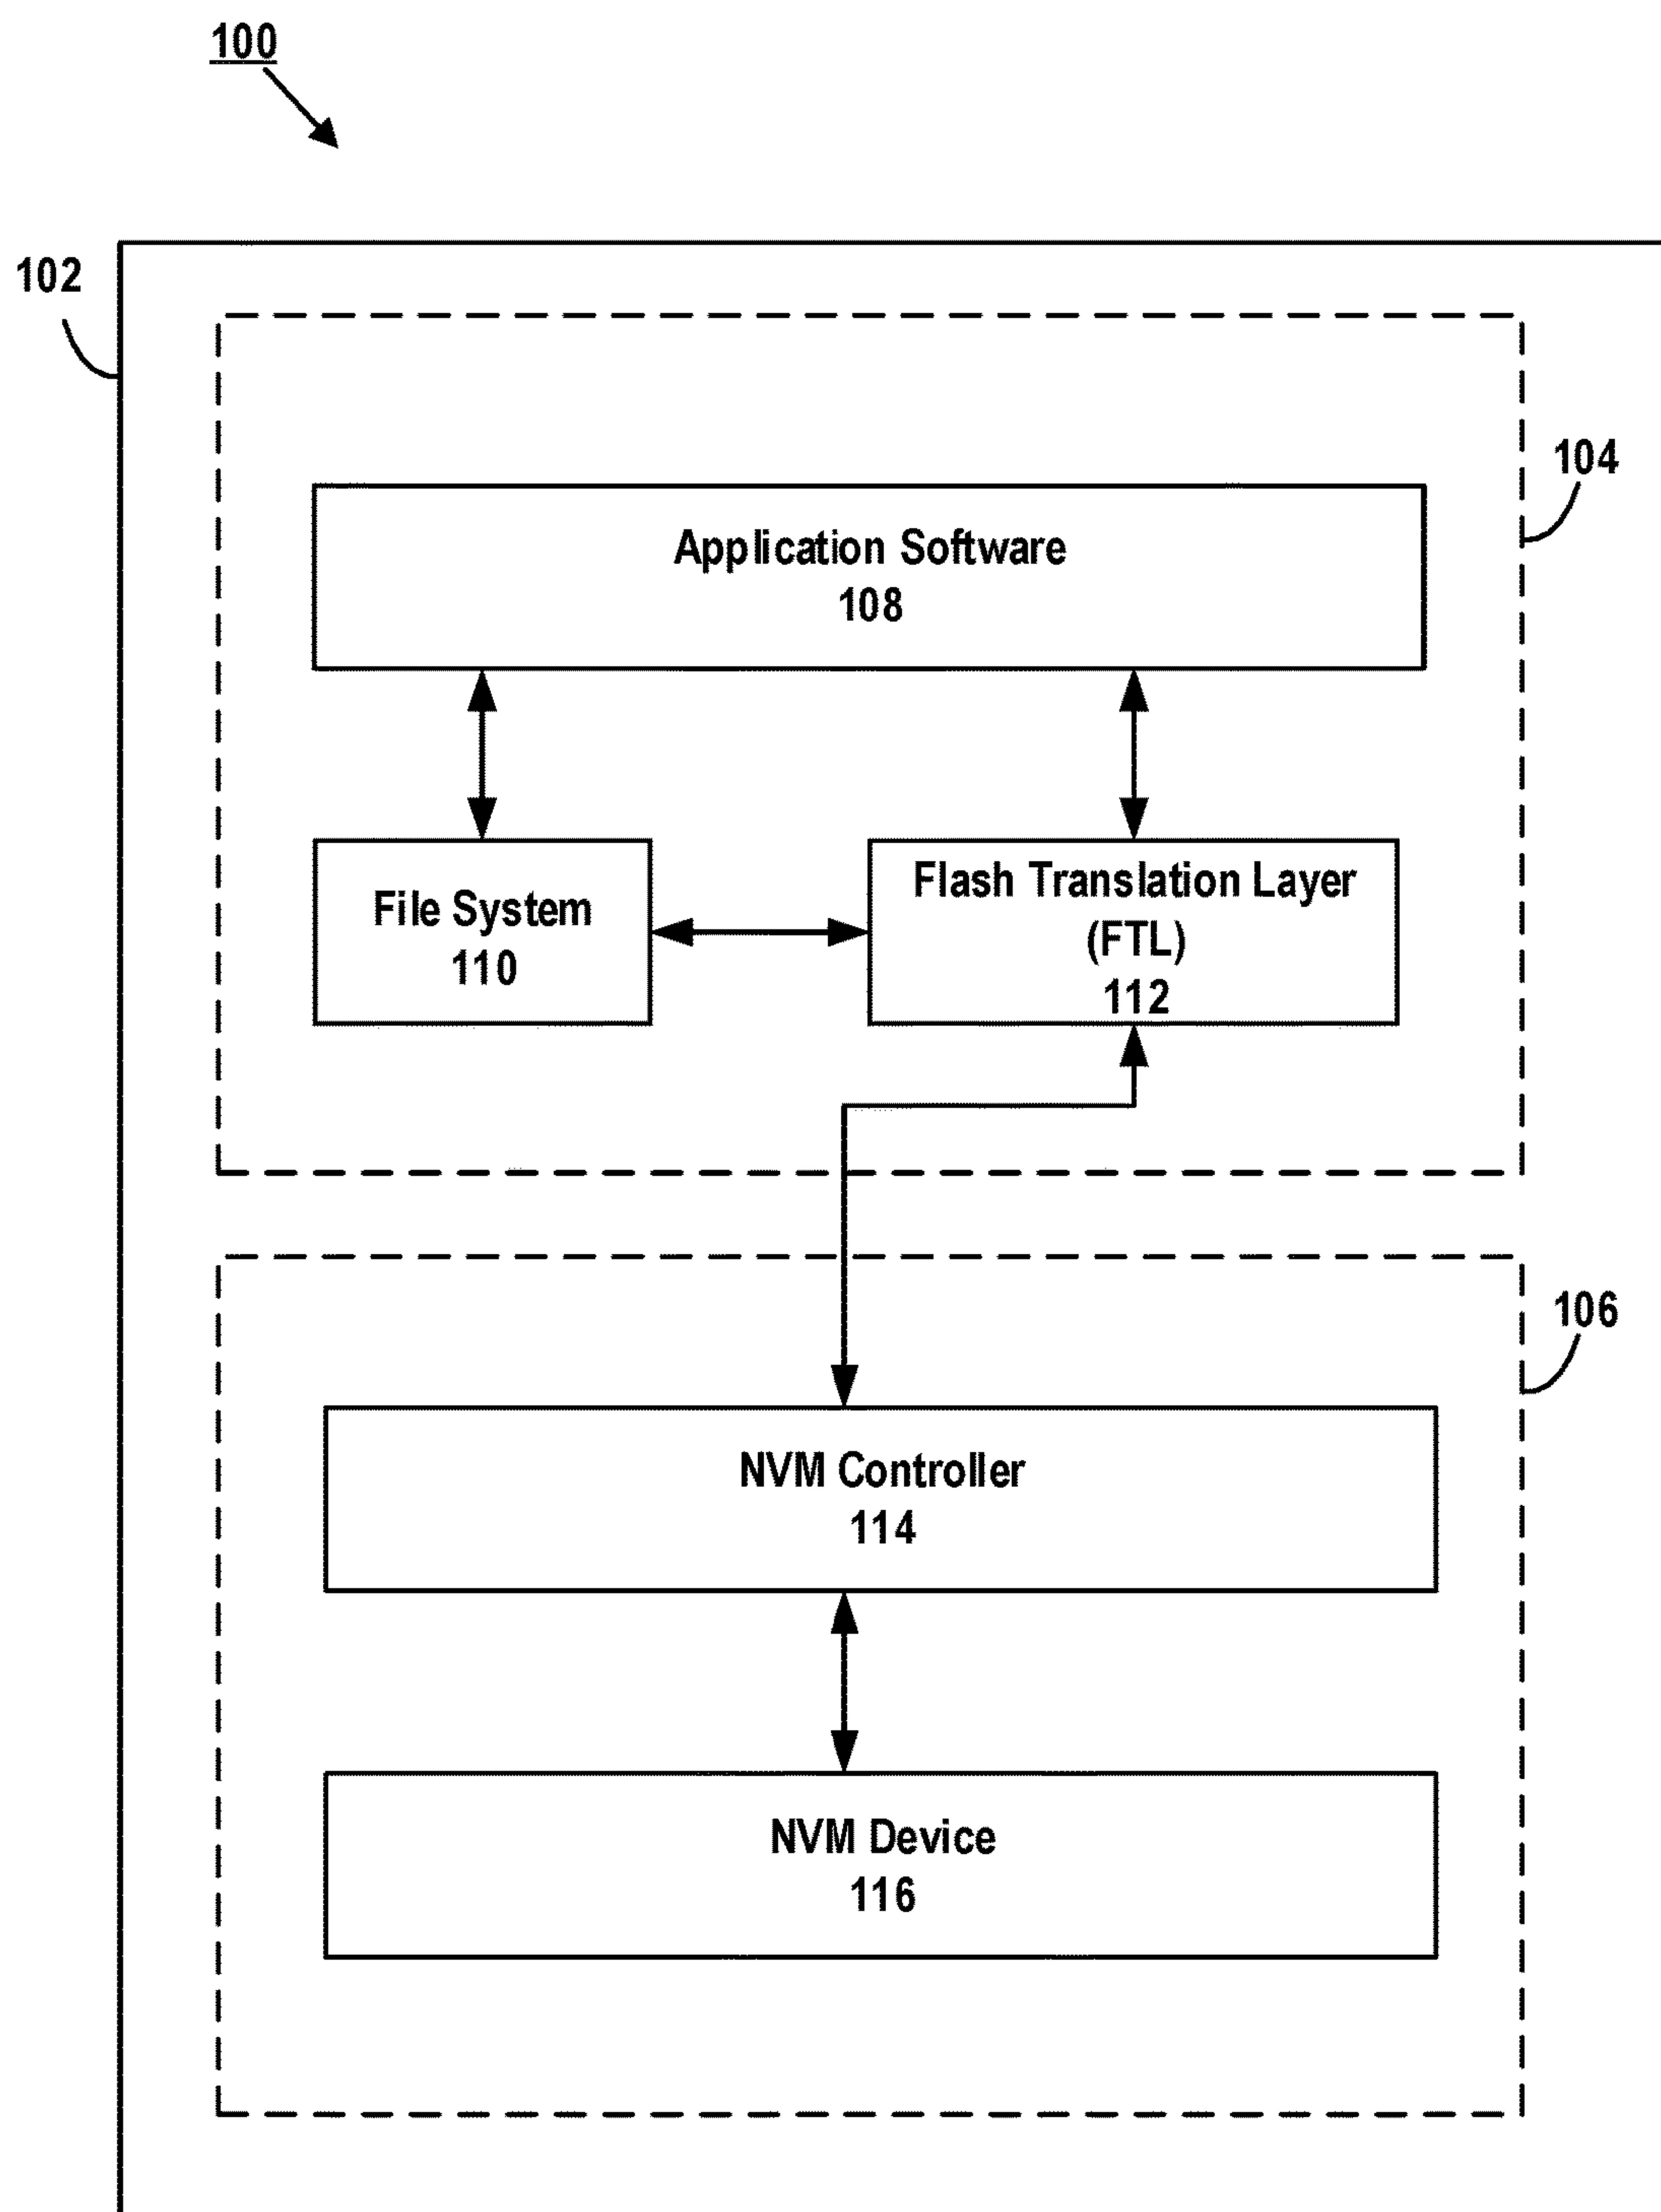 100
102
104
Application Software
108
File System
110
Flash Translation Layer
(FTL)
112
106
NVM Controller
114
NVM Device
116